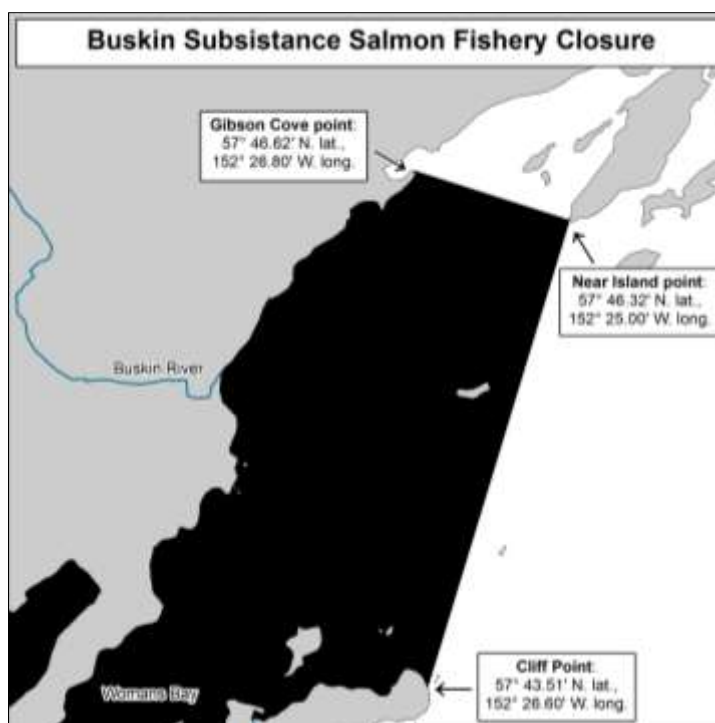 Buskin Subsistance Salmon Fishery Closure
Gibson Cove point:
57° 46.62' N. lat.,
152° 26.80' W. long.
Near Island point:
57° 46.32' N. lat.,
152° 25.00' W. long.
Buskin River
Cliff Point:
57° 43.51' N. lat.,
152° 26.60' W. long.
Womans Bay